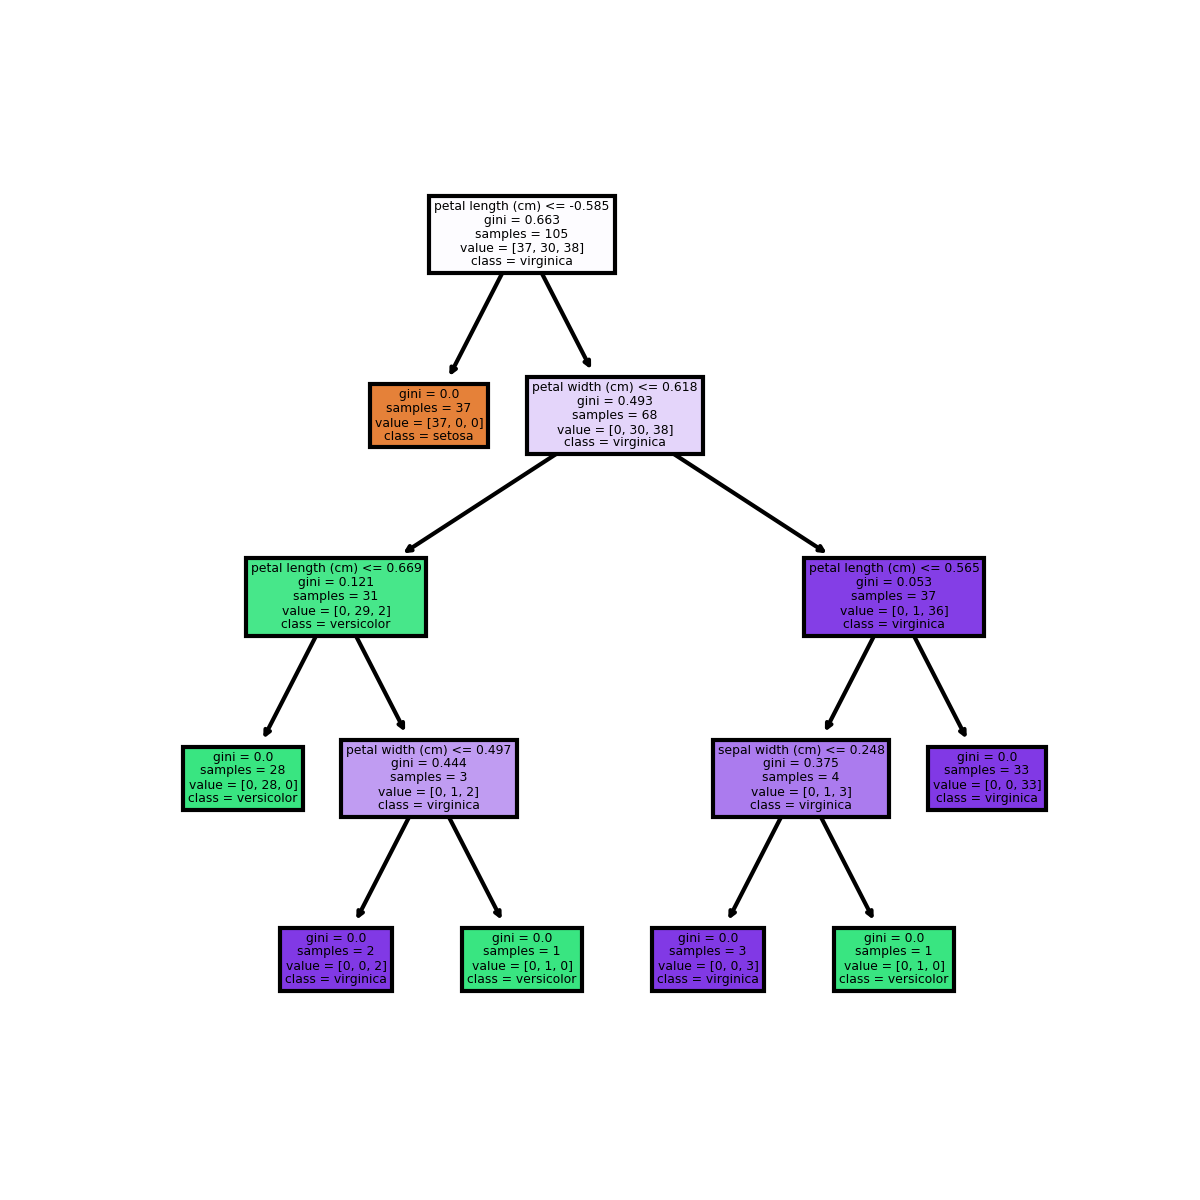 petal length (cm) <= -0.585
gini = 0.663
samples = 105
value = [37, 30, 38]
class = virginica
gini = 0.0
samples = 37
value = [37, 0, 0]
class = setosa
petal width (cm) <= 0.618
gini = 0.493
samples = 68
value = [0, 30, 38]
class = virginica
petal length (cm) <= 0.669
gini = 0.121
samples = 31
value = [0, 29, 2]
class = versicolor
petal length (cm) <= 0.565
gini = 0.053
samples = 37
value = [0, 1, 36]
class = virginica
gini = 0.0
samples = 28
value = [0, 28, 0]
class = versicolor
petal width (cm) <= 0.497
gini = 0.444
samples = 3
value = [0, 1, 2]
class = virginica
sepal width (cm) <= 0.248
gini = 0.375
samples = 4
value = [0, 1, 3]
class = virginica
gini = 0.0
samples = 33
value = [0, 0, 33]
class = virginica
gini = 0.0
samples = 2
value = [0, 0, 2]
class = virginica
gini = 0.0
samples = 1
value = [0, 1, 0]
class = versicolor
gini = 0.0
samples = 3
value = [0, 0, 3]
class = virginica
gini = 0.0
samples = 1
value = [0, 1, 0]
class = versicolor